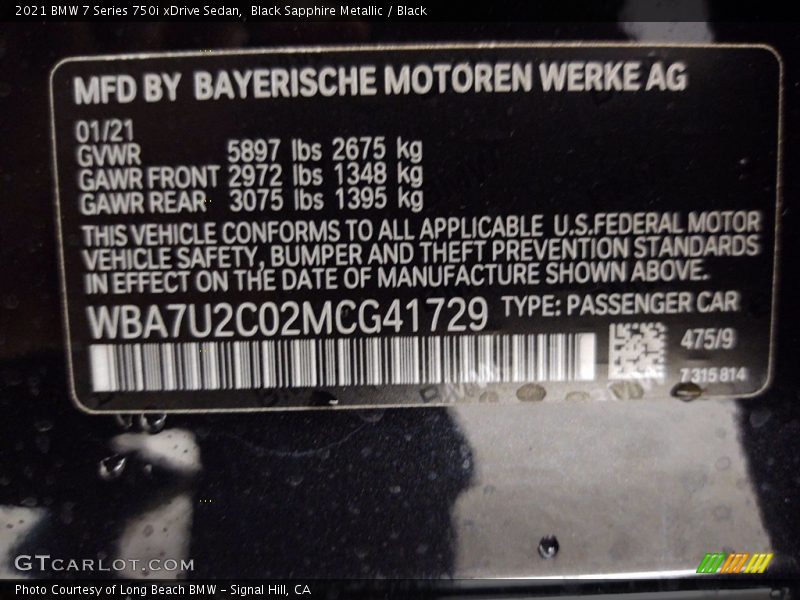 2021 BMW 7 Series 750i xDrive Sedan, Black Sapphire Metallic / Black
MFD BY BAYERISCHE MOTOREN WERKE AG
01/21
GVWR 5897 lbs 2675 kg
GAWR FRONT 2972 lbs 1348 kg
GAWR REAR 3075 lbs 1395 kg
THIS VEHICLE CONFORMS TO ALL APPLICABLE U.S.FEDERAL MOTOR
VEHICLE SAFETY, BUMPER AND THEFT PREVENTION STANDARDS
IN EFFECT ON THE DATE OF MANUFACTURE SHOWN ABOVE.
WBA7U2C02MCG41729 TYPE: PASSENGER CAR
475/9
7 315 814
GTCARLOT.COM
Photo Courtesy of Long Beach BMW - Signal Hill, CA